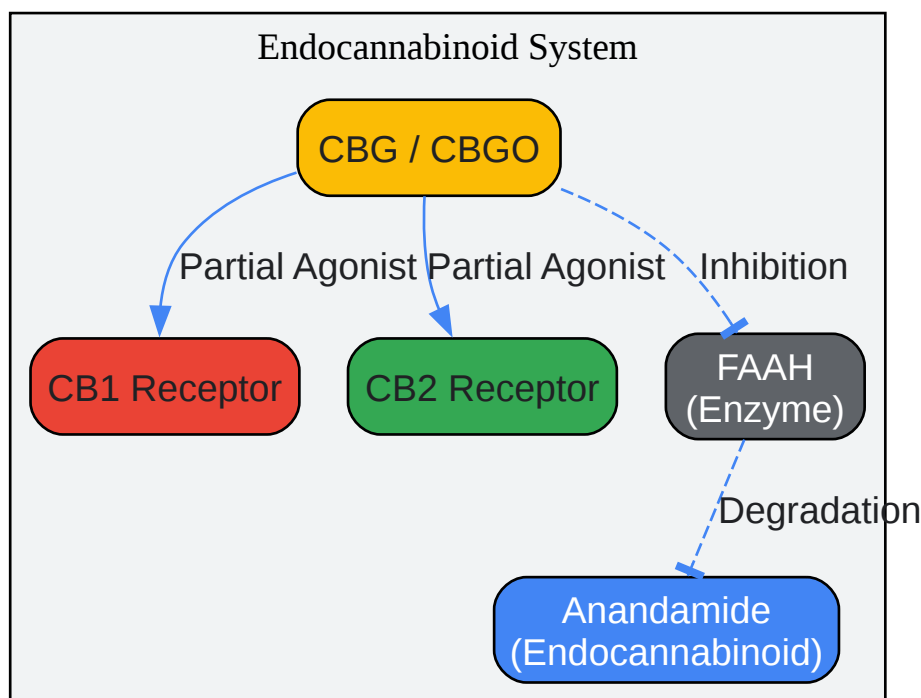 Endocannabinoid System
CBG / CBGO
Partial Agonist
Partial Agonist
Inhibition
CB1 Receptor
CB2 Receptor
FAAH
(Enzyme)
Degradation
Anandamide
(Endocannabinoid)